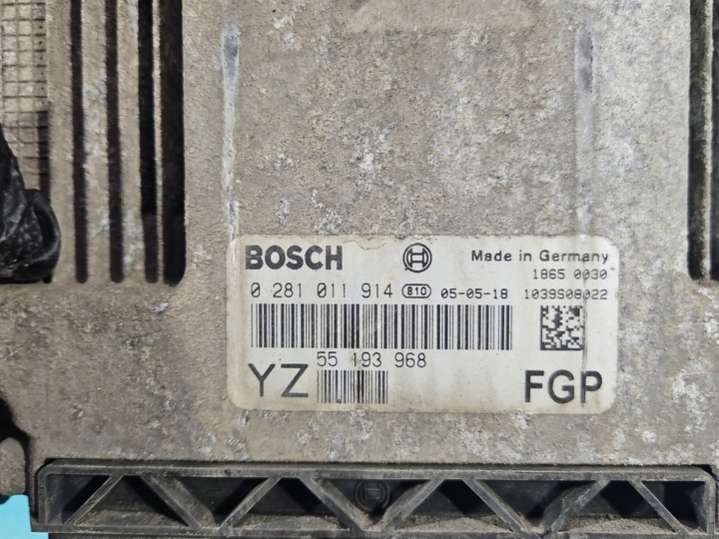 BOSCH Made in Germany
1865 0030
0 281 011 914 810 05-05-18 1039S08022
55 193 968
YZ FGP